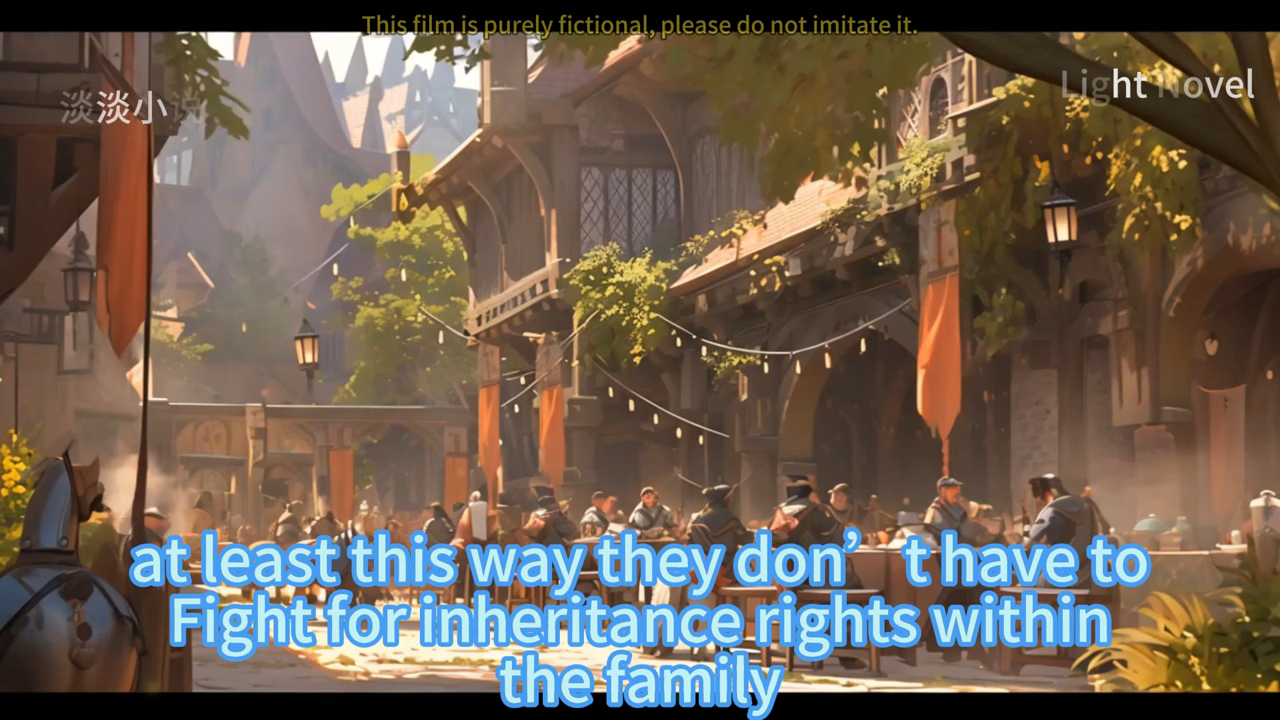 This film is purely fictional, please do not imitate it.
Light Novel
淡淡小说
at least this way they don’t have to
Fight for inheritance rights within
the family